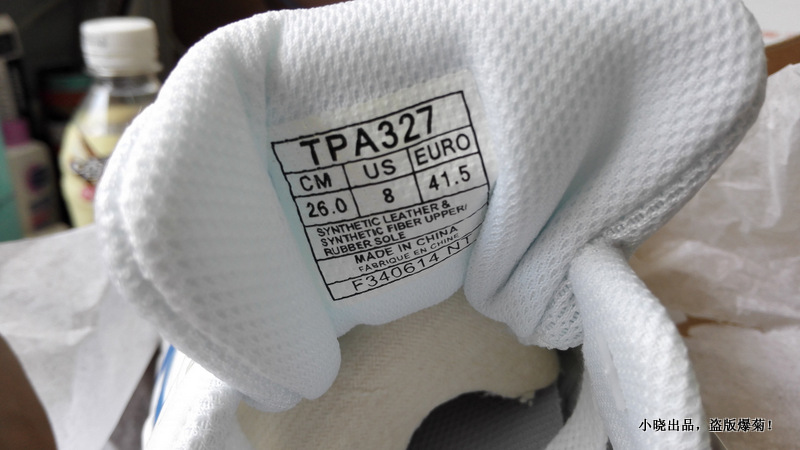 TPA327
CM US EURO
26.0 8 41.5
SYNTHETIC LEATHER &
SYNTHETIC FIBER UPPER/
RUBBER SOLE
MADE IN CHINA
FABRIQUE EN CHINE
F340614 NT
小晓出品，盗版爆菊！